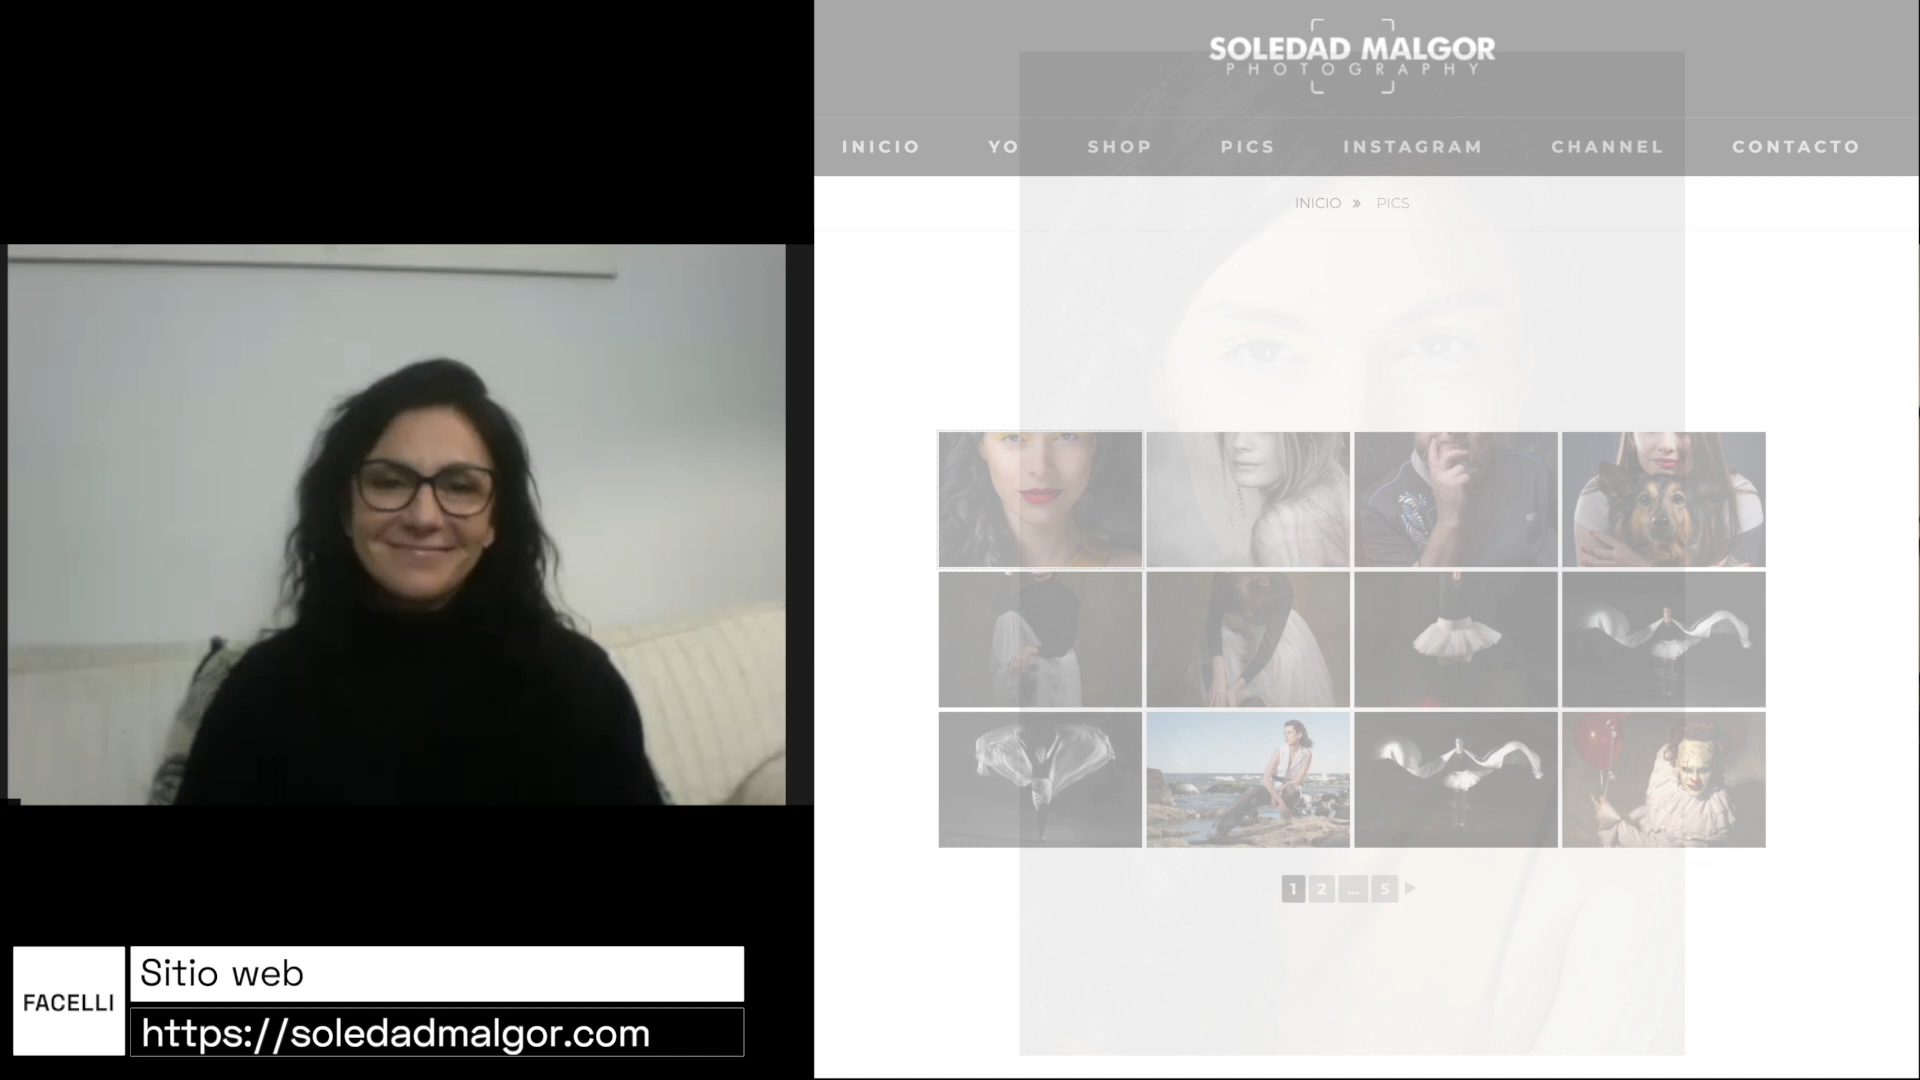 SOLEDAD MALGOR
PHOTOGRAPHY
INICIO YO SHOP PICS INSTAGRAM CHANNEL CONTACTO
INICIO » PICS
1 2 ... 5
FACELLI
Sitio web
https://soledadmalgor.com